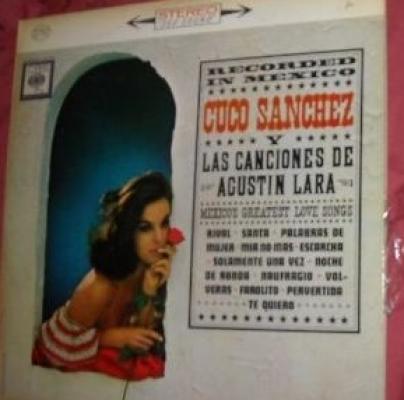 STEREO
RECORDED
IN MEXICO
CUCO SANCHEZ
Y
LAS CANCIONES DE
AGUSTIN LARA
MEXICO'S GREATEST LOVE SONGS
RIVAL · SANTA · PALABRAS DE
MUJER · MIRA NO MAS · ESCARCHA
· SOLAMENTE UNA VEZ · NOCHE
DE RONDA · NAUFRAGIO · VOL-
VERAS · FAROLITO · PERVERTIDA
· TE QUIERO ·